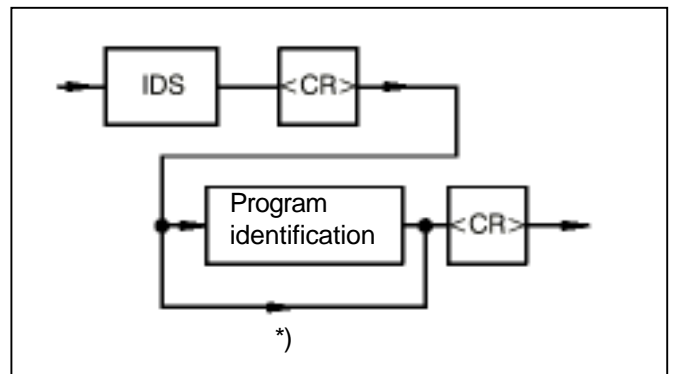 IDS <CR>
Program
identification <CR>
*)